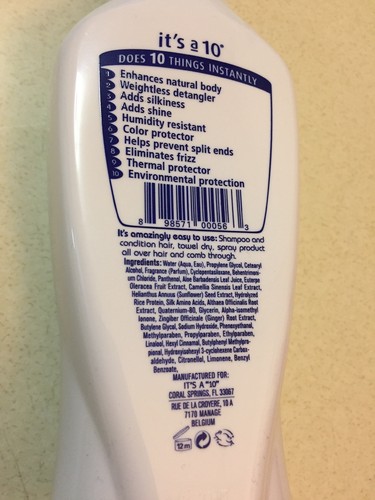 it's a 10®
DOES 10 THINGS INSTANTLY
1 Enhances natural body
2 Weightless detangler
3 Adds silkiness
4 Adds shine
5 Humidity resistant
6 Color protector
7 Helps prevent split ends
8 Eliminates frizz
9 Thermal protector
10 Environmental protection
8 98571 00056 3
It's amazingly easy to use: Shampoo and
condition hair, towel dry, spray product
all over hair and comb through.
Ingredients: Water (Aqua, Eau), Propylene Glycol, Cetearyl
Alcohol, Fragrance (Parfum), Cyclopentasiloxane, Behentrimon-
ium Chloride, Panthenol, Aloe Barbadensis Leaf Juice, Euterpe
Oleracea Fruit Extract, Camellia Sinensis Leaf Extract,
Helianthus Annuus (Sunflower) Seed Extract, Hydrolyzed
Rice Protein, Silk Amino Acids, Althaea Officinalis Root
Extract, Quaternium-80, Glycerin, Alpha-isomethyl
Ionone, Zingiber Officinale (Ginger) Root Extract,
Butylene Glycol, Sodium Hydroxide, Phenoxyethanol,
Methylparaben, Propylparaben, Ethylparaben,
Linalool, Hexyl Cinnamal, Butylphenyl Methylpro-
pional, Hydroxyisohexyl 3-cyclohexene Carbox-
aldehyde, Citronellol, Limonene, Benzyl
Benzoate.
MANUFACTURED FOR:
IT'S A "10"
CORAL SPRINGS, FL 33067
RUE DE LA CROYERE, 10 A
7170 MANAGE
BELGIUM
12m